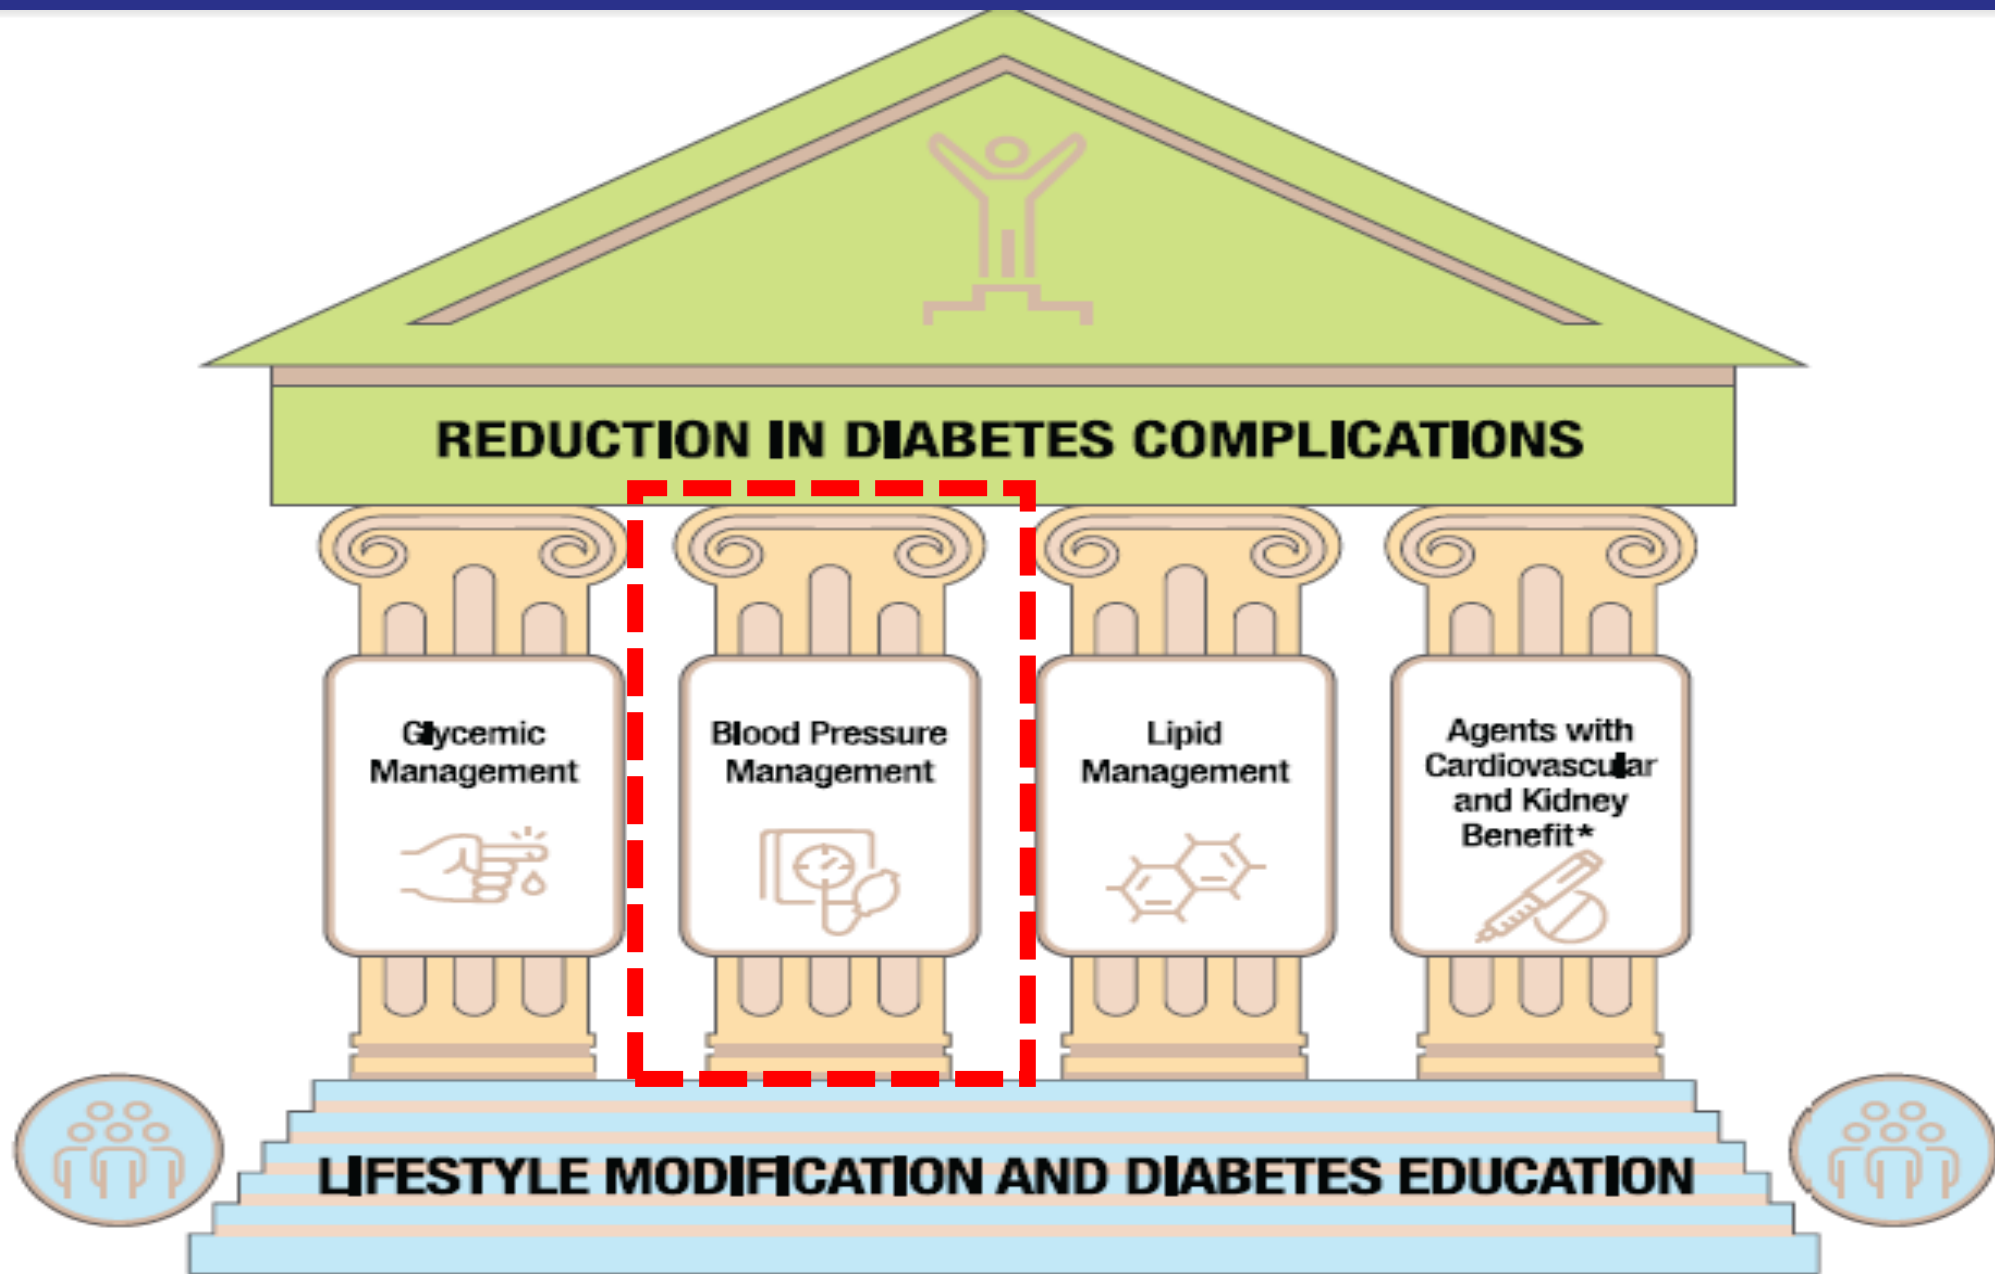 REDUCTION IN DIABETES COMPLICATIONS
Glycemic
Management
Blood Pressure
Management
Lipid
Management
Agents with
Cardiovascular
and Kidney
Benefit*
LIFESTYLE MODIFICATION AND DIABETES EDUCATION